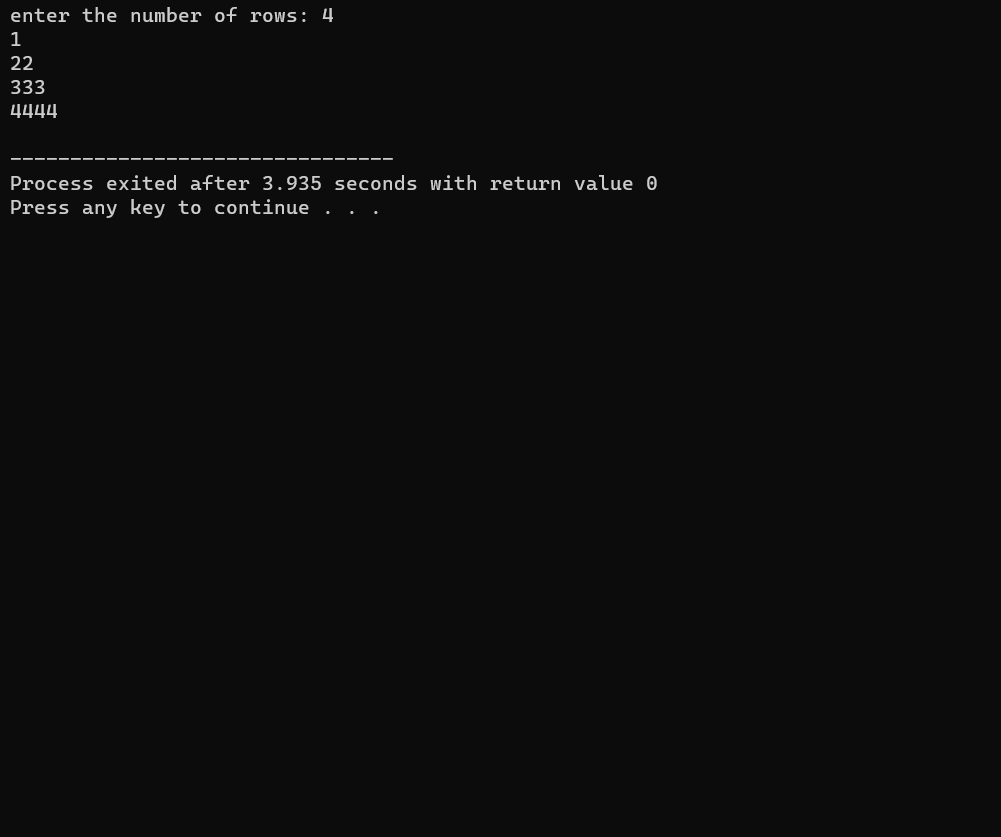 enter the number of rows: 4
1
22
333
4444
--------------------------------
Process exited after 3.935 seconds with return value 0
Press any key to continue . . .